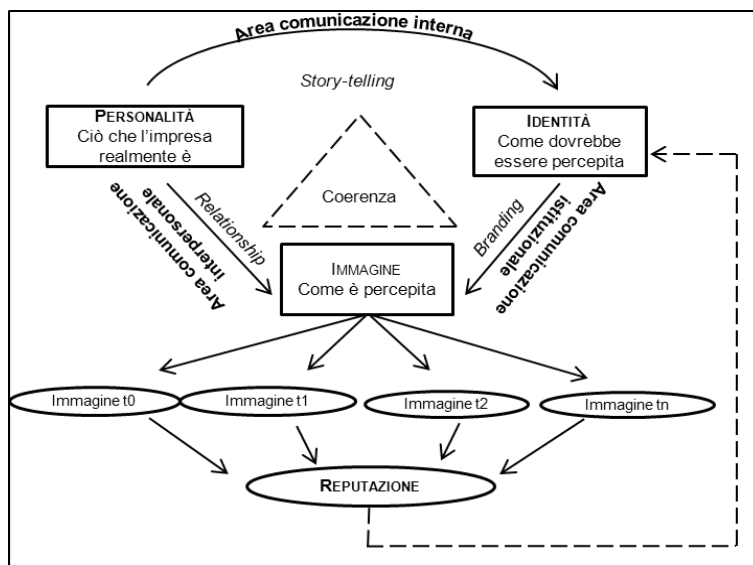 Area comunicazione interna
Story-telling
PERSONALITÀ
Ciò che l'impresa
realmente è
IDENTITÀ
Come dovrebbe
essere percepita
Coerenza
Relationship
Area comunicazione
interpersonale
Branding
Area comunicazione
istituzionale
IMMAGINE
Come è percepita
Immagine t0
Immagine t1
Immagine t2
Immagine tn
REPUTAZIONE